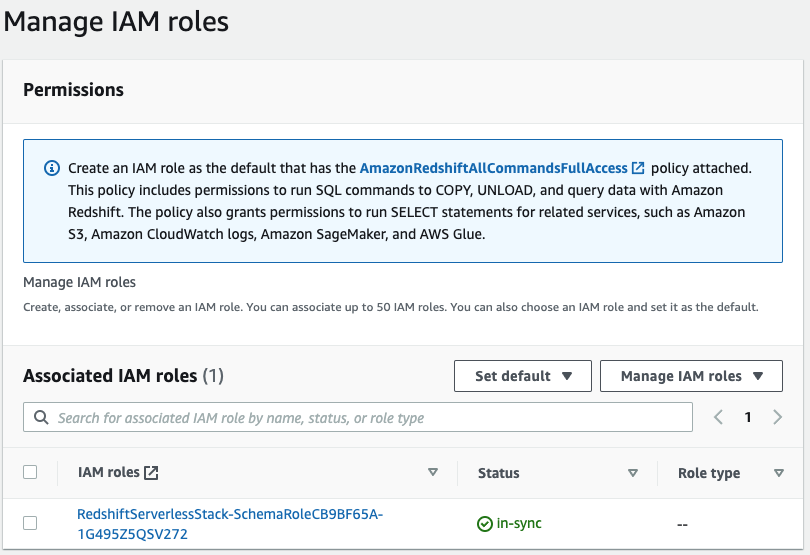 Manage IAM roles
Permissions
Create an IAM role as the default that has the AmazonRedshiftAllCommandsFullAccess policy attached.
This policy includes permissions to run SQL commands to COPY, UNLOAD, and query data with Amazon
Redshift. The policy also grants permissions to run SELECT statements for related services, such as Amazon
S3, Amazon CloudWatch logs, Amazon SageMaker, and AWS Glue.
Manage IAM roles
Create, associate, or remove an IAM role. You can associate up to 50 IAM roles. You can also choose an IAM role and set it as the default.
Associated IAM roles (1)
Set default
Manage IAM roles
Search for associated IAM role by name, status, or role type
1
IAM roles
Status
Role type
RedshiftServerlessStack-SchemaRoleCB9BF65A-
1G495Z5QSV272
in-sync
--